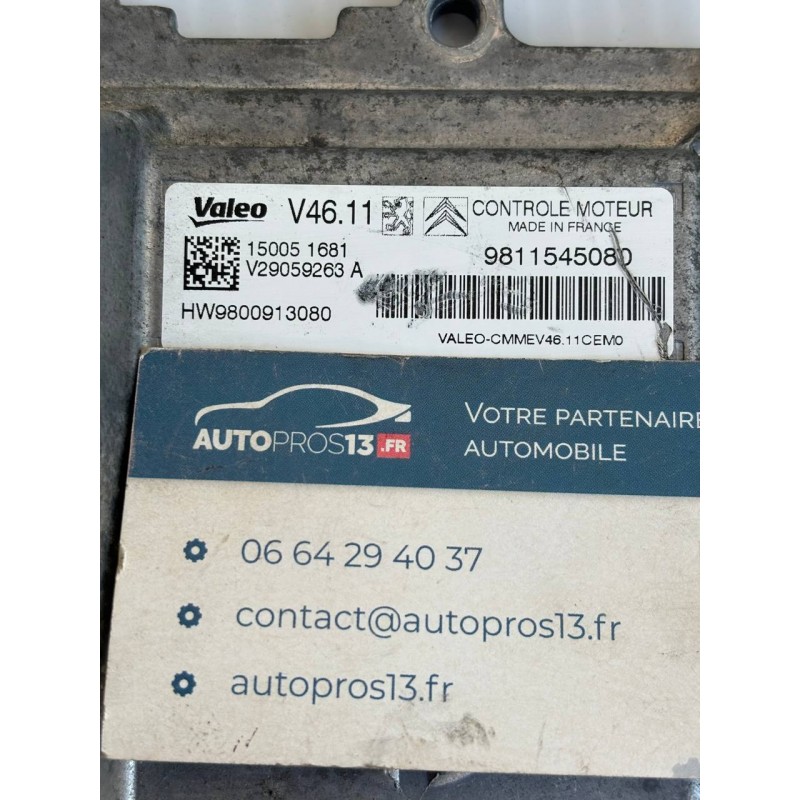 Valeo V46.11 CONTROLE MOTEUR
MADE IN FRANCE
15005 1681 9811545080
V29059263 A
HW9800913080
VALEO-CMMEV46.11CEM0
AUTOPROS13.FR
VOTRE PARTENAIRE
AUTOMOBILE
06 64 29 40 37
contact@autopros13.fr
autopros13.fr